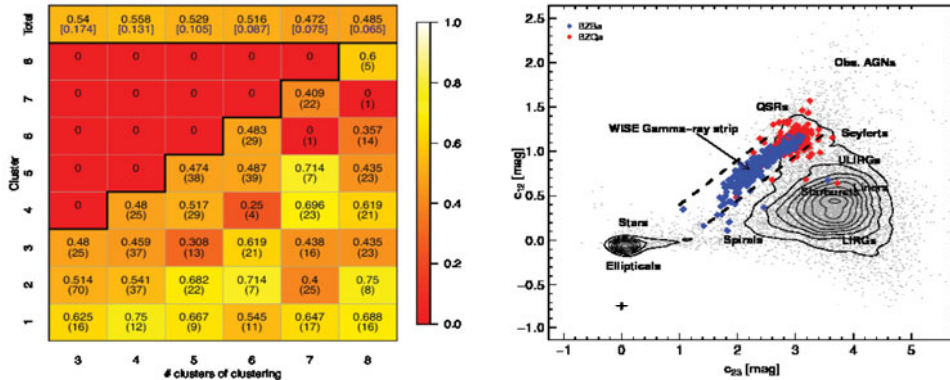 Total 0.54 0.558 0.529 0.516 0.472 0.485
[0.174] [0.131] [0.105] [0.087] [0.075] [0.065]
8 0 0 0 0 0 0.6
(5)
7 0 0 0 0 0.409 0
(22) (1)
6 0 0 0 0.483 0 0.357
(29) (1) (14)
5 0 0 0.474 0.487 0.714 0.435
(38) (39) (7) (23)
4 0 0.48 0.517 0.25 0.696 0.619
(25) (29) (4) (23) (21)
3 0.48 0.459 0.308 0.619 0.438 0.435
(25) (37) (13) (21) (16) (23)
2 0.514 0.541 0.682 0.714 0.4 0.75
(70) (37) (22) (7) (25) (8)
1 0.625 0.75 0.667 0.545 0.647 0.688
(16) (12) (9) (11) (17) (16)
3 4 5 6 7 8
# clusters of clustering
Cluster
1.0
0.8
0.6
0.4
0.2
0.0
BZBs
BZQs
Obs. AGNs
QSRs
WISE Gamma-ray strip
Seyferts
ULIRGs
Starbursts
Liners
Stars
Spirals
LIRGs
Ellipticals
2.5
2.0
1.5
1.0
0.5
0.0
−0.5
−1.0
−1 0 1 2 3 4 5
c12 [mag]
c23 [mag]